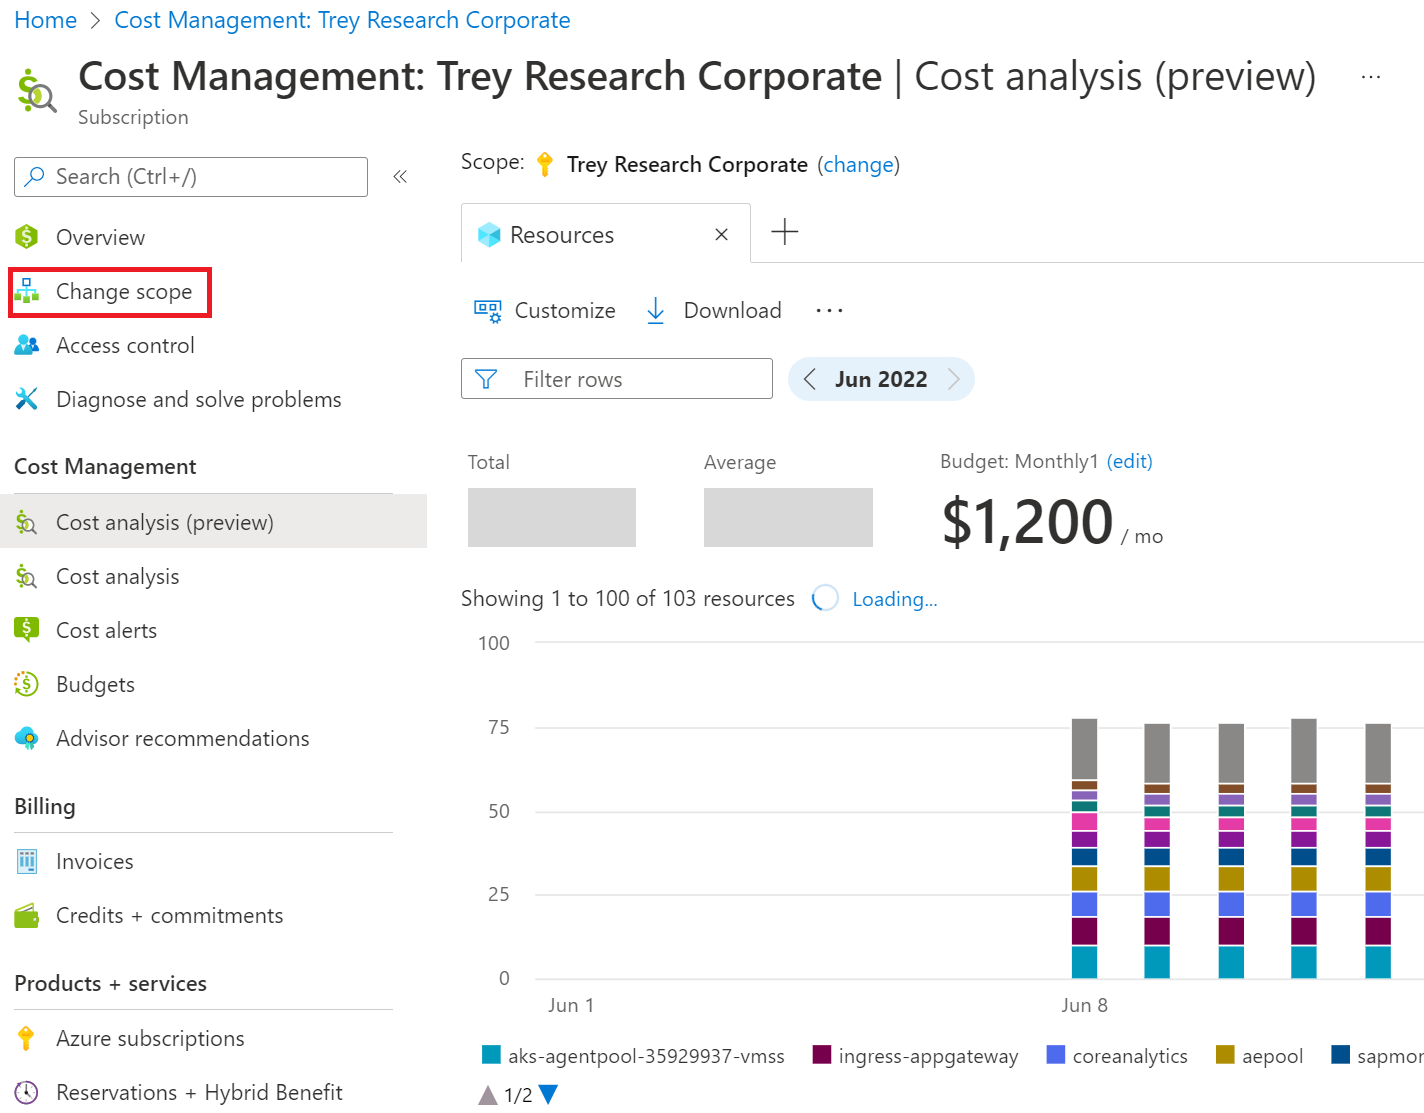 Home > Cost Management: Trey Research Corporate
Cost Management: Trey Research Corporate | Cost analysis (preview) ...
Subscription
Search (Ctrl+/)
«
Overview
Change scope
Access control
Diagnose and solve problems
Cost Management
Cost analysis (preview)
Cost analysis
Cost alerts
Budgets
Advisor recommendations
Billing
Invoices
Credits + commitments
Products + services
Azure subscriptions
Reservations + Hybrid Benefit
Scope: Trey Research Corporate (change)
Resources
Customize Download ...
Filter rows
Jun 2022
Total
Average
Budget: Monthly1 (edit)
$1,200 / mo
Showing 1 to 100 of 103 resources Loading...
100
75
50
25
0
Jun 1 Jun 8
aks-agentpool-35929937-vmss ingress-appgateway coreanalytics aepool sapmor
1/2